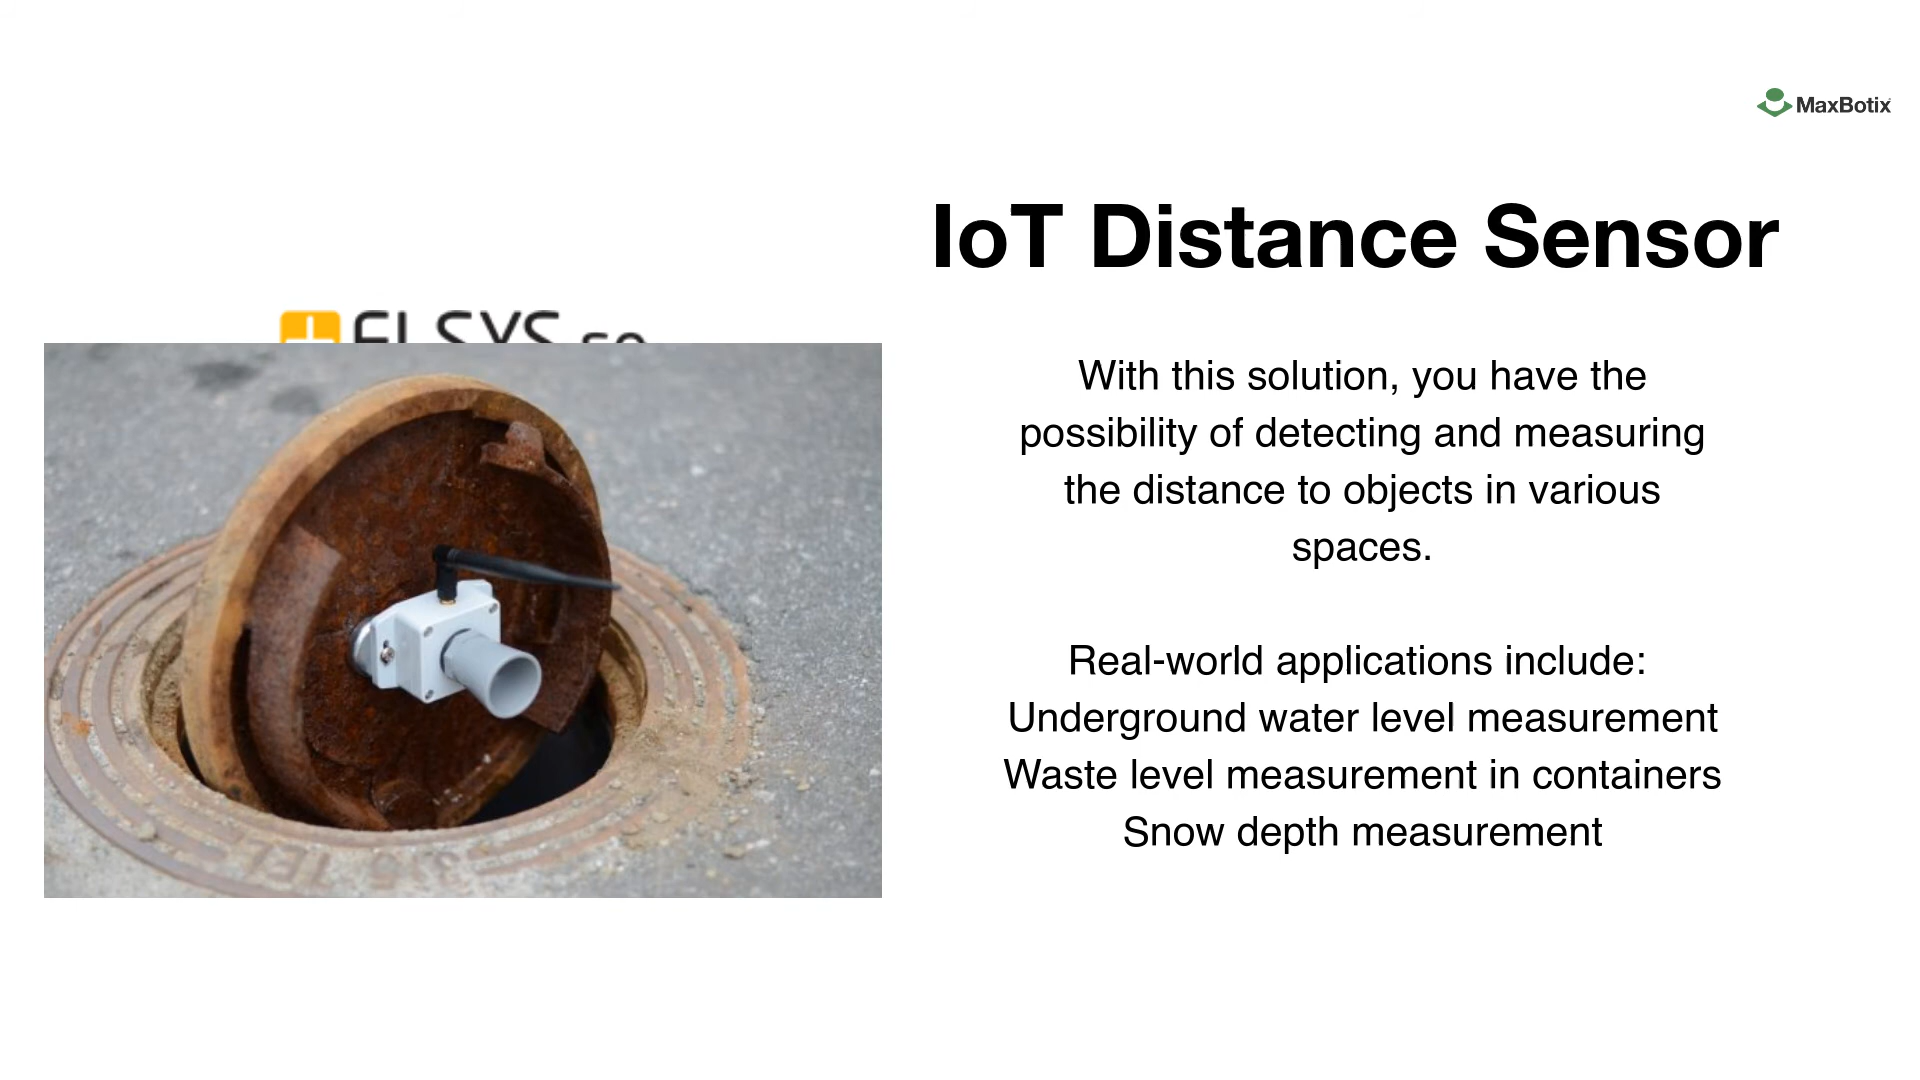 MaxBotix
IoT Distance Sensor
ELSYS.se
With this solution, you have the
possibility of detecting and measuring
the distance to objects in various
spaces.
Real-world applications include:
Underground water level measurement
Waste level measurement in containers
Snow depth measurement